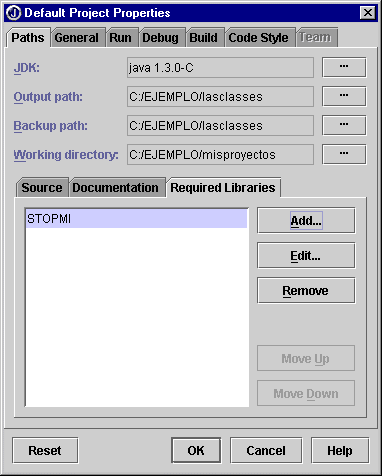 Default Project Properties
Paths General Run Debug Build Code Style Team
JDK: java 1.3.0-C ...
Output path: C:/EJEMPLO/lasclasses ...
Backup path: C:/EJEMPLO/lasclasses ...
Working directory: C:/EJEMPLO/misproyectos ...
Source Documentation Required Libraries
STOPMI
Add...
Edit...
Remove
Move Up
Move Down
Reset OK Cancel Help